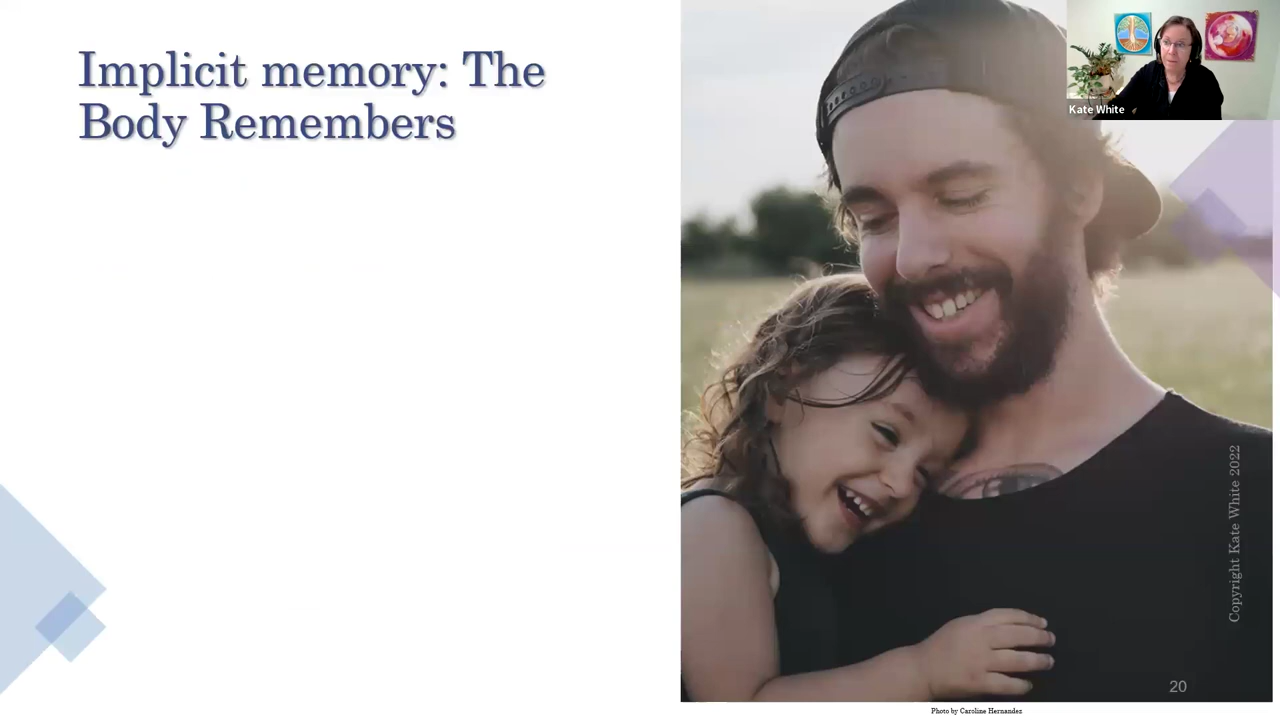 Implicit memory: The
Body Remembers
Kate White
Copyright Kate White 2022
20
Photo by Caroline Hernandez